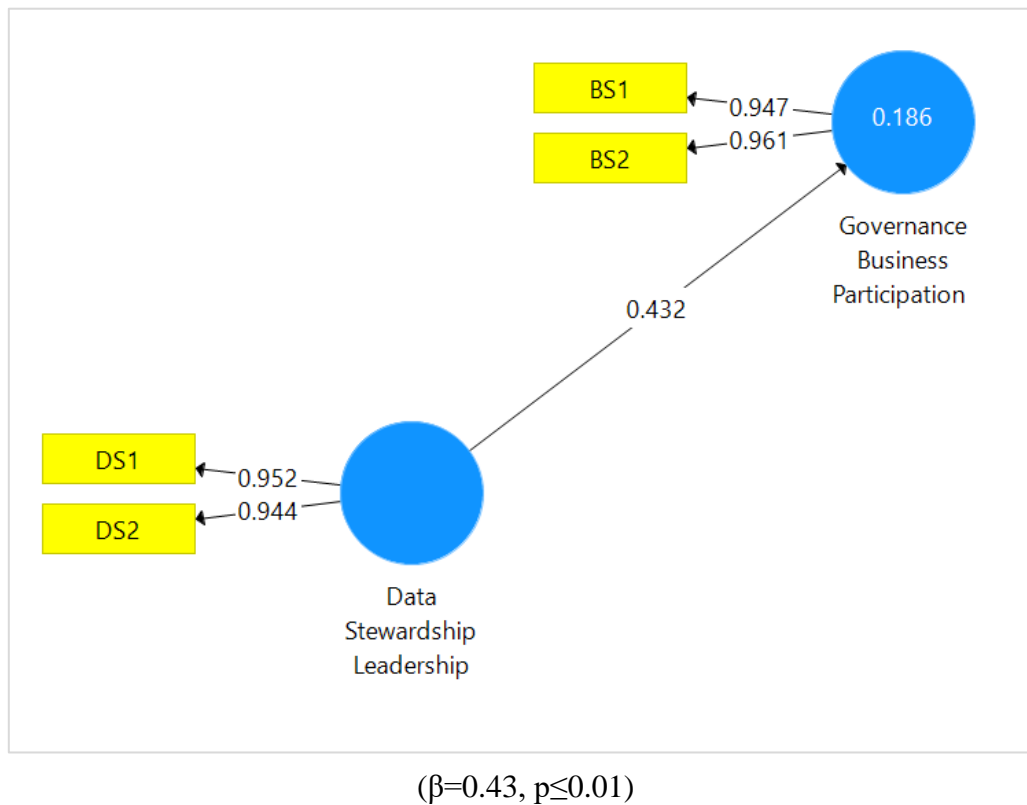 BS1
0.947
0.186
BS2
0.961
Governance
Business
Participation
0.432
DS1
0.952
DS2
0.944
Data
Stewardship
Leadership
(β=0.43, p≤0.01)